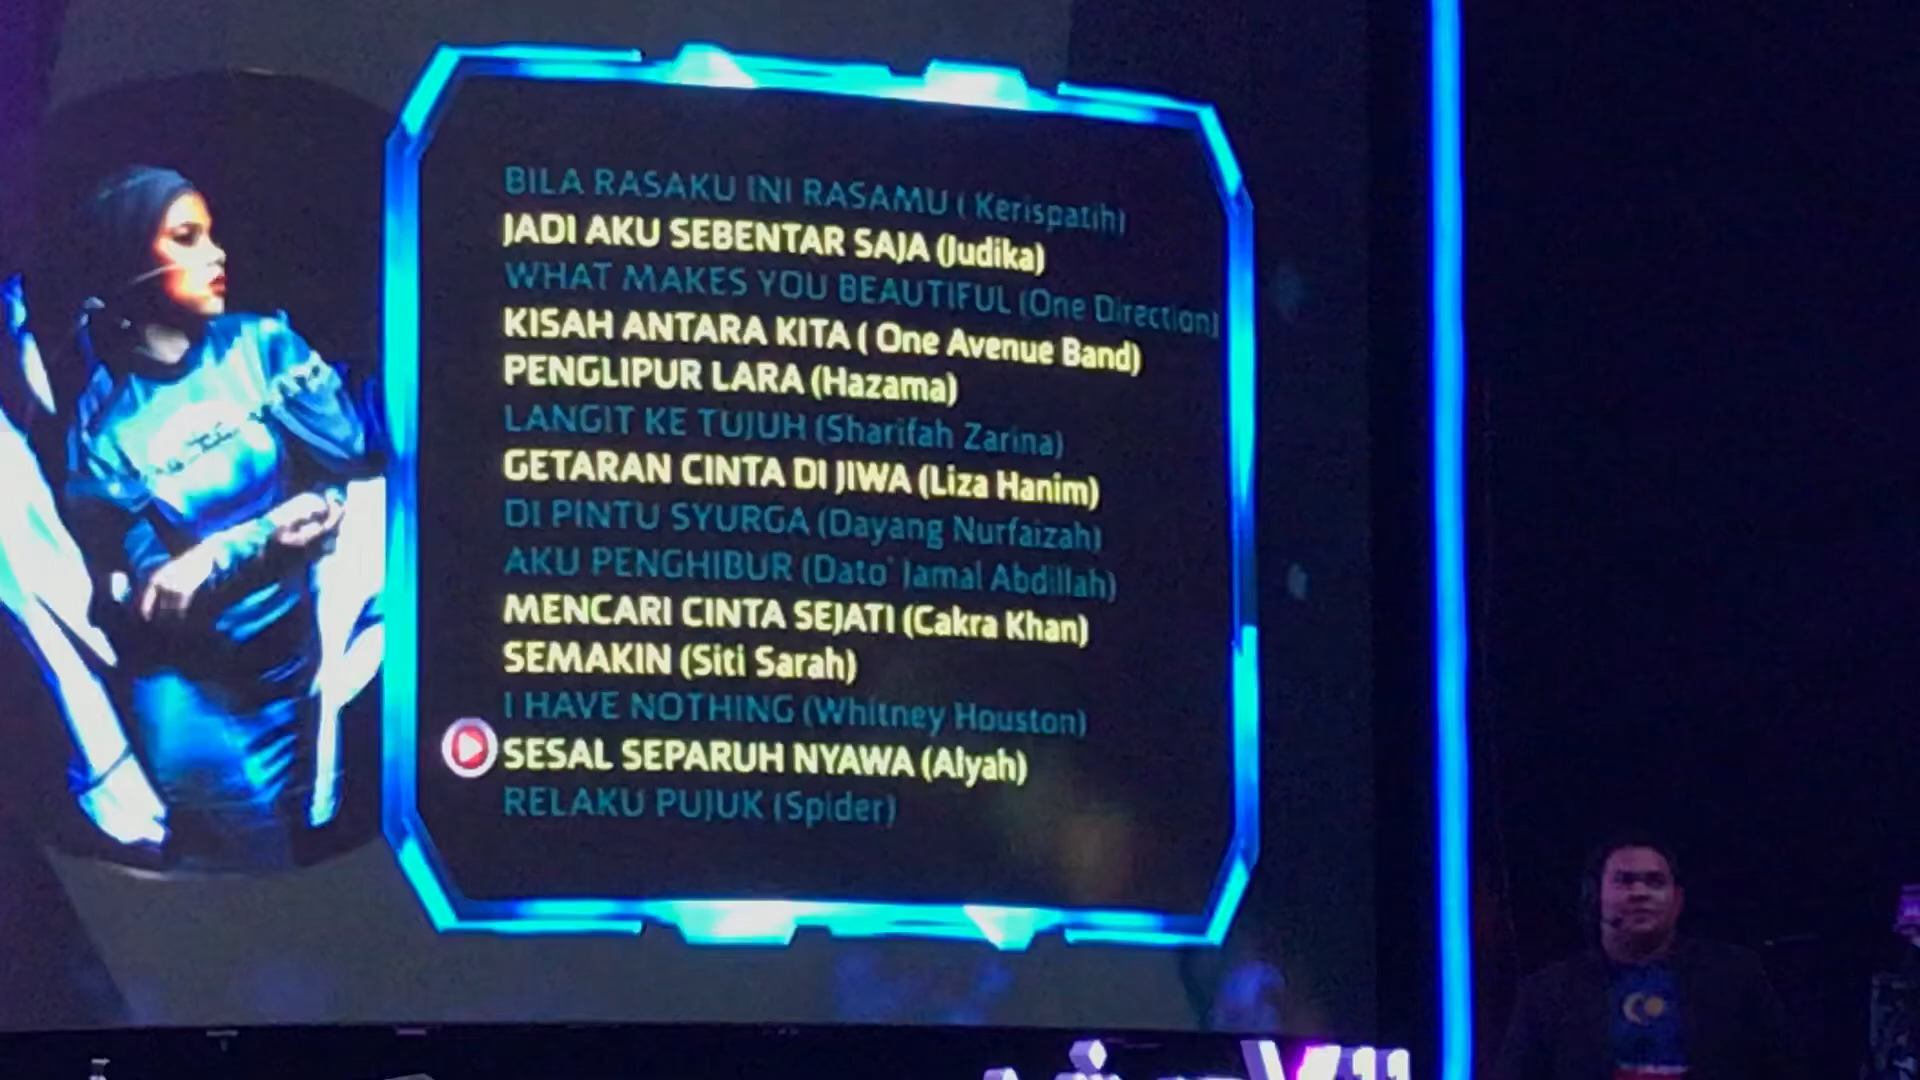 BILA RASAKU INI RASAMU ( Kerispatih)
JADI AKU SEBENTAR SAJA (Judika)
WHAT MAKES YOU BEAUTIFUL (One Direction)
KISAH ANTARA KITA ( One Avenue Band)
PENGLIPUR LARA (Hazama)
LANGIT KE TUJUH (Sharifah Zarina)
GETARAN CINTA DI JIWA (Liza Hanim)
DI PINTU SYURGA (Dayang Nurfaizah)
AKU PENGHIBUR (Dato' Jamal Abdillah)
MENCARI CINTA SEJATI (Cakra Khan)
SEMAKIN (Siti Sarah)
I HAVE NOTHING (Whitney Houston)
SESAL SEPARUH NYAWA (Alyah)
RELAKU PUJUK (Spider)